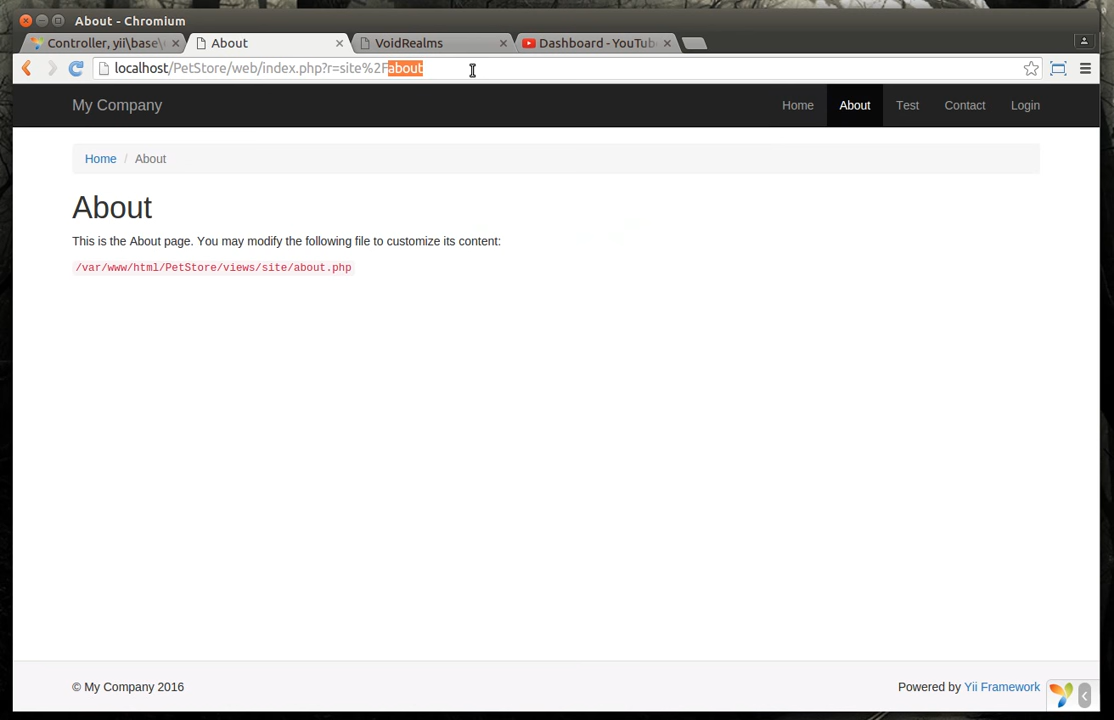 About - Chromium
Controller, yii\base\
About
VoidRealms
Dashboard - YouTub
localhost/PetStore/web/index.php?r=site%2Fabout
My Company
Home
About
Test
Contact
Login
Home / About
About
This is the About page. You may modify the following file to customize its content:
/var/www/html/PetStore/views/site/about.php
© My Company 2016
Powered by Yii Framework